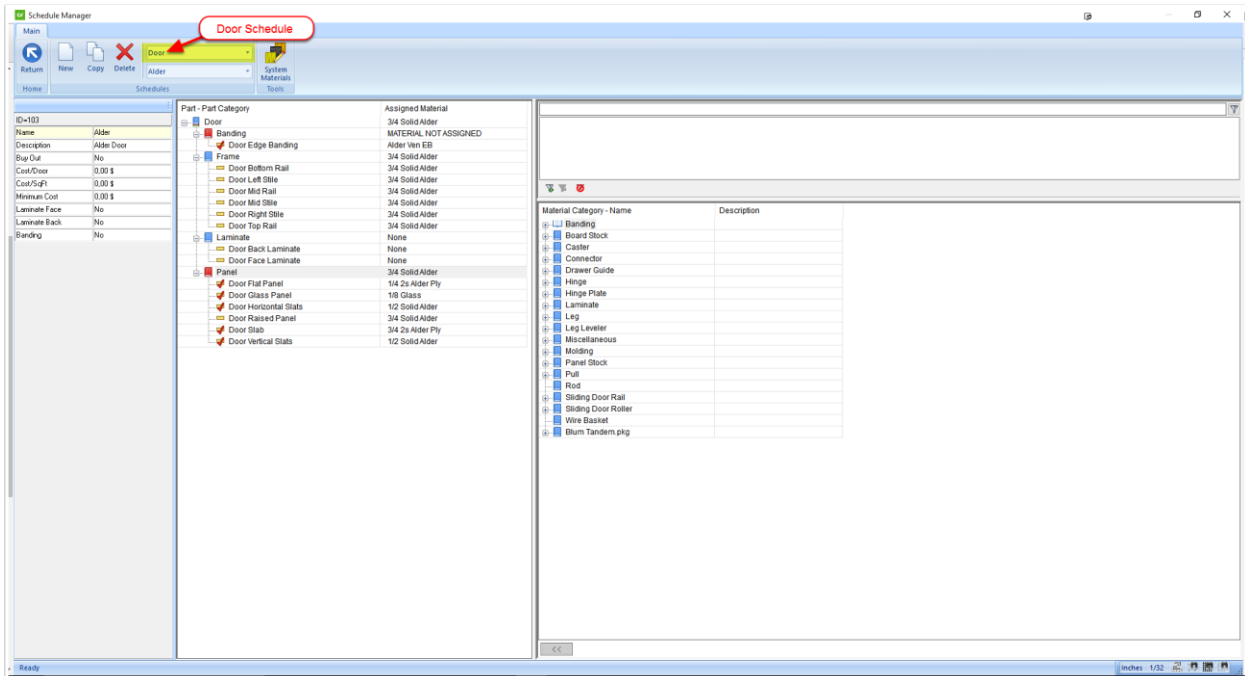 Schedule Manager
Main
Door Schedule
Return
New
Copy
Delete
Door
Alder
System
Materials
Home
Schedules
Tools
ID=103
Name Alder
Description Alder Door
Buy Out No
Cost/Door 0,00 $
Cost/SqFt 0,00 $
Minimum Cost 0,00 $
Laminate Face No
Laminate Back No
Banding No
Part - Part Category Assigned Material
Door 3/4 Solid Alder
Banding MATERIAL NOT ASSIGNED
Door Edge Banding Alder Ven EB
Frame 3/4 Solid Alder
Door Bottom Rail 3/4 Solid Alder
Door Left Stile 3/4 Solid Alder
Door Mid Rail 3/4 Solid Alder
Door Mid Stile 3/4 Solid Alder
Door Right Stile 3/4 Solid Alder
Door Top Rail 3/4 Solid Alder
Laminate None
Door Back Laminate None
Door Face Laminate None
Panel 3/4 Solid Alder
Door Flat Panel 1/4 2s Alder Ply
Door Glass Panel 1/8 Glass
Door Horizontal Slats 1/2 Solid Alder
Door Raised Panel 3/4 Solid Alder
Door Slab 3/4 2s Alder Ply
Door Vertical Slats 1/2 Solid Alder
Material Category - Name Description
Banding
Board Stock
Caster
Connector
Drawer Guide
Hinge
Hinge Plate
Laminate
Leg
Leg Leveler
Miscellaneous
Molding
Panel Stock
Pull
Rod
Sliding Door Rail
Sliding Door Roller
Wire Basket
Blum Tandem.pkg
<<
Ready
Inches 1/32